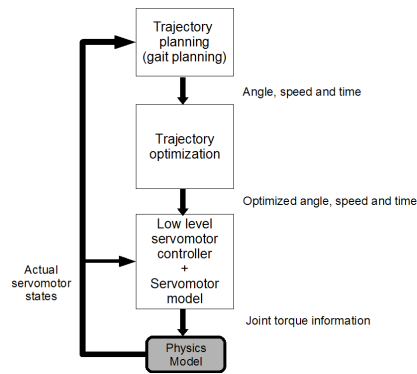 Trajectory
planning
(gait planning)
Angle, speed and time
Trajectory
optimization
Optimized angle, speed and time
Low level
servomotor
controller
+
Servomotor
model
Actual
servomotor
states
Joint torque information
Physics
Model